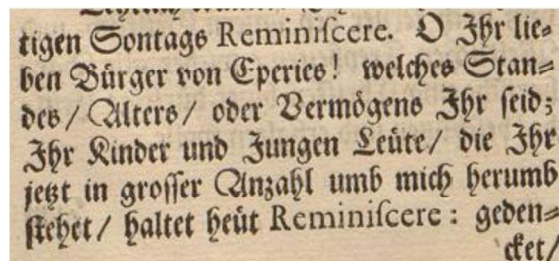 tigen Sontags Reminiſcere. O Ihr lie⸗
ben Bürger von Eperies! welches Stan⸗
des/ Alters/ oder Vermögens Ihr ſeid;
Ihr Kinder und Jungen Leüte/ die Ihr
jetzt in groſſer Anzahl umb mich herumb
ſtehet/ haltet heüt Reminiſcere: geden⸗
cket/